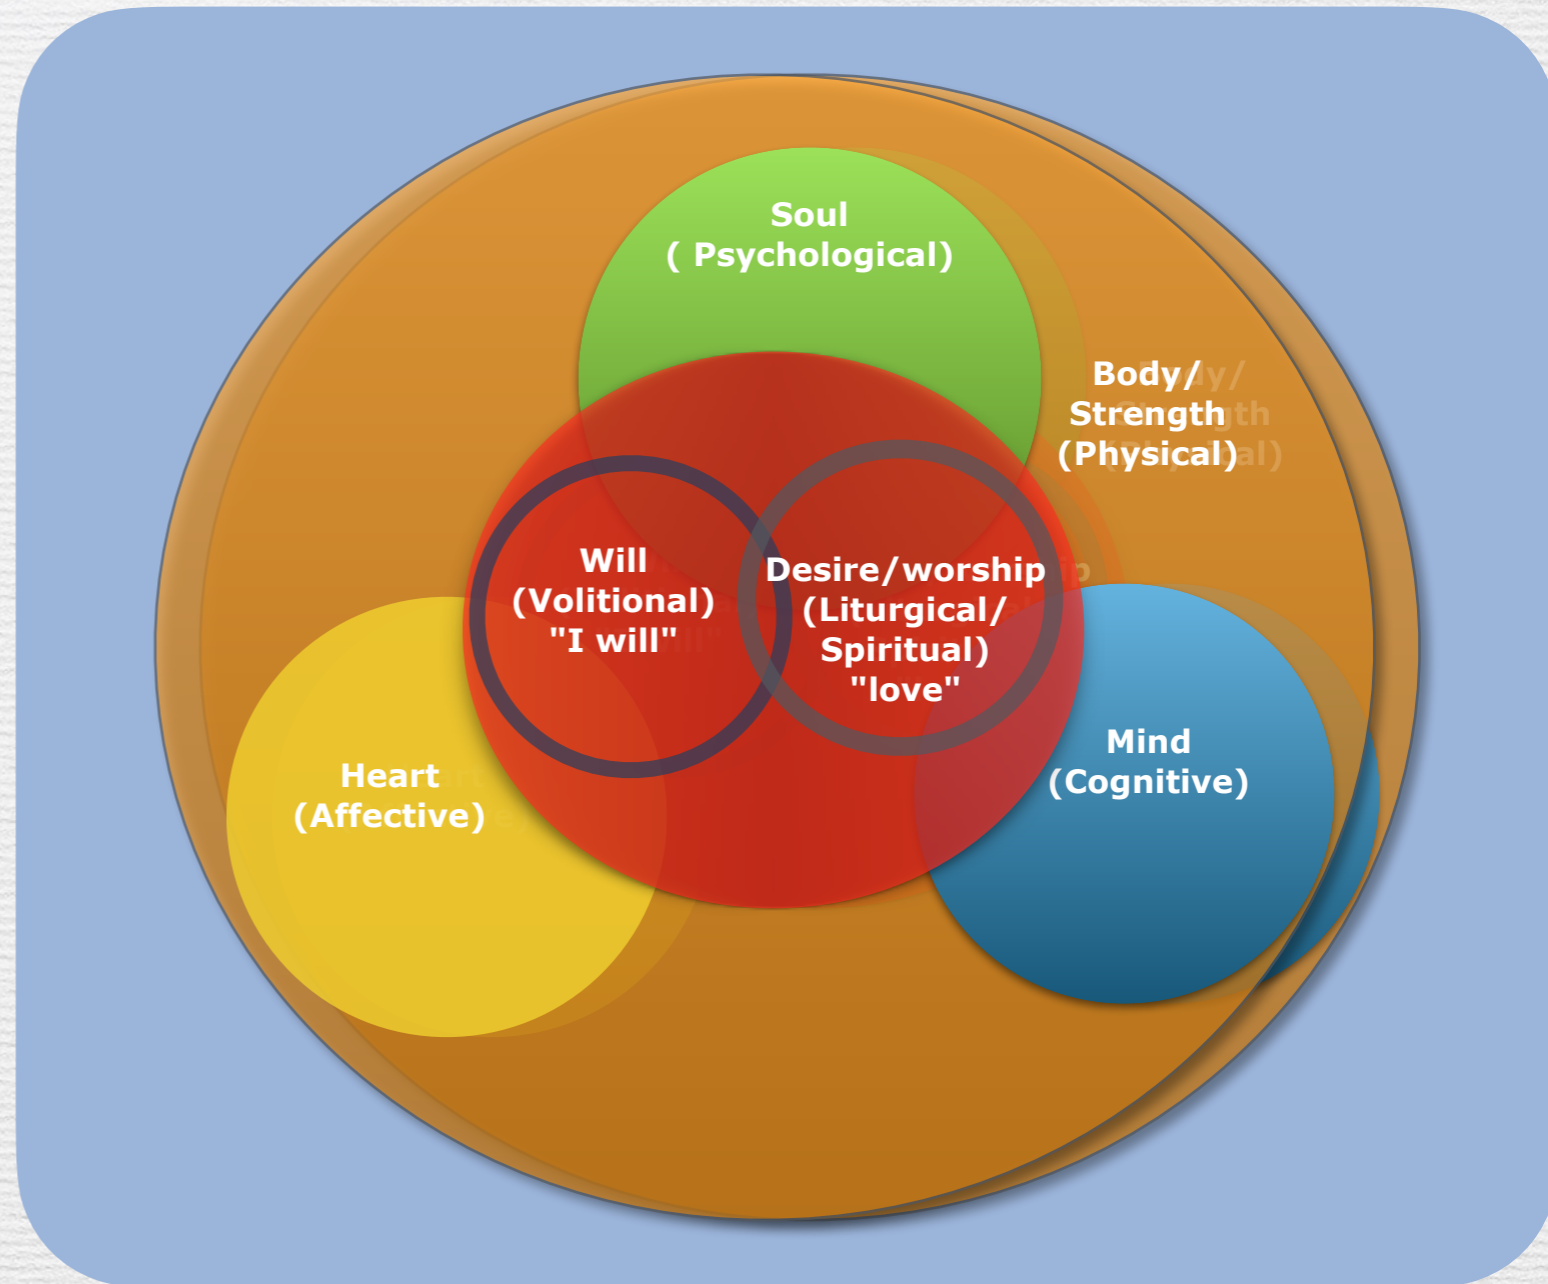 Soul
( Psychological)
Body/
Strength
(Physical)
Will
(Volitional)
"I will"
Desire/worship
(Liturgical/
Spiritual)
"love"
Heart
(Affective)
Mind
(Cognitive)